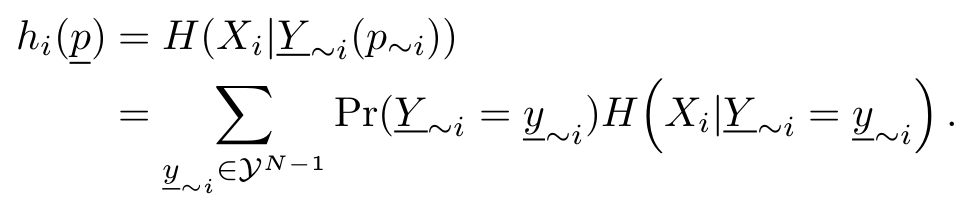 h_i(\underline{p}) = H(X_i|\underline{Y}_{\sim i}(p_{\sim i}))
= \sum_{\underline{y}_{\sim i} \in \mathcal{Y}^{N-1}} \Pr(\underline{Y}_{\sim i} = \underline{y}_{\sim i}) H\Big(X_i|\underline{Y}_{\sim i} = \underline{y}_{\sim i}\Big) .